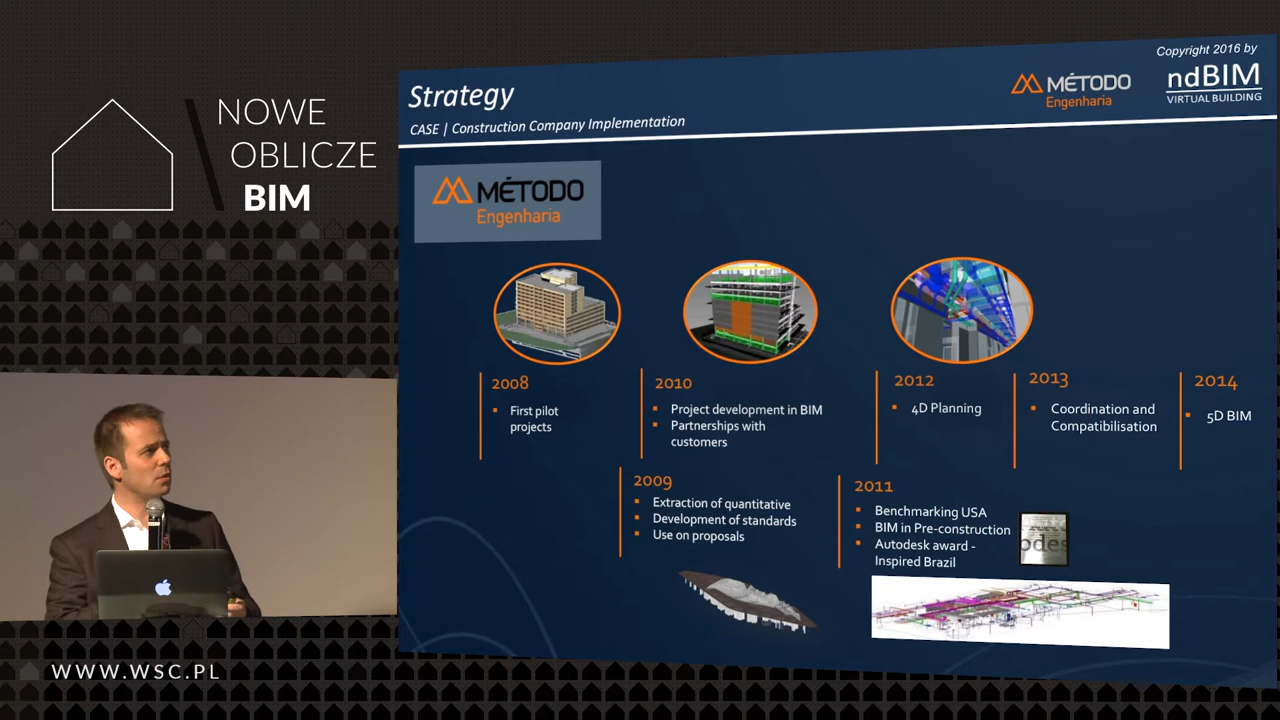 NOWE
OBLICZE
BIM
WWW.WSC.PL
Strategy
CASE | Construction Company Implementation
MÉTODO
Engenharia
Copyright 2016 by
ndBIM
VIRTUAL BUILDING
MÉTODO
Engenharia
2008
▪ First pilot
projects
2010
▪ Project development in BIM
▪ Partnerships with
customers
2012
▪ 4D Planning
2013
▪ Coordination and
Compatibilisation
2014
▪ 5D BIM
2009
▪ Extraction of quantitative
▪ Development of standards
▪ Use on proposals
2011
▪ Benchmarking USA
▪ BIM in Pre-construction
▪ Autodesk award -
Inspired Brazil